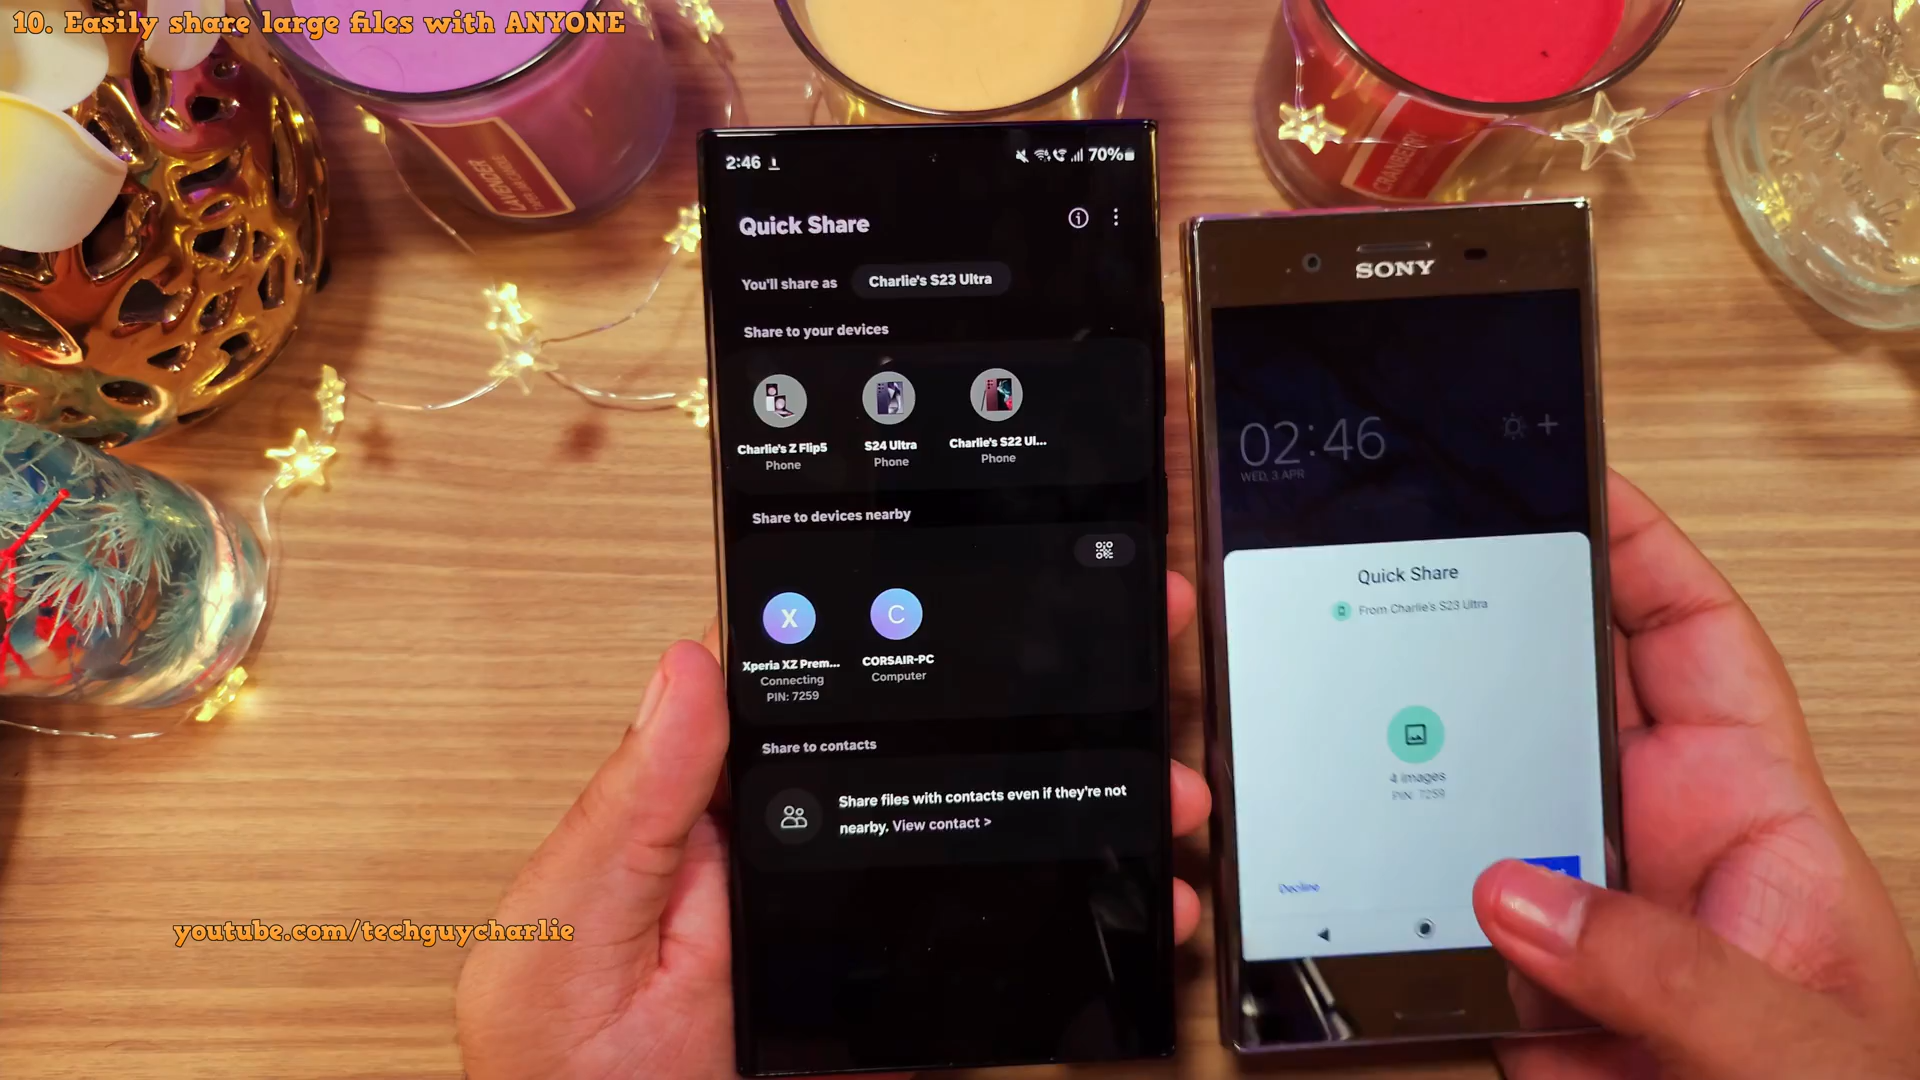 10. Easily share large files with ANYONE
LAVENDER
CRANBERRY
2:46
70%
Quick Share
You'll share as
Charlie's S23 Ultra
Share to your devices
Charlie's Z Flip5
Phone
S24 Ultra
Phone
Charlie's S22 Ul...
Phone
Share to devices nearby
X
Xperia XZ Prem...
Connecting
PIN: 7259
C
CORSAIR-PC
Computer
Share to contacts
Share files with contacts even if they're not
nearby. View contact >
SONY
02:46
WED, 3 APR
Quick Share
From Charlie's S23 Ultra
4 images
PIN: 7259
Decline
youtube.com/techguycharlie